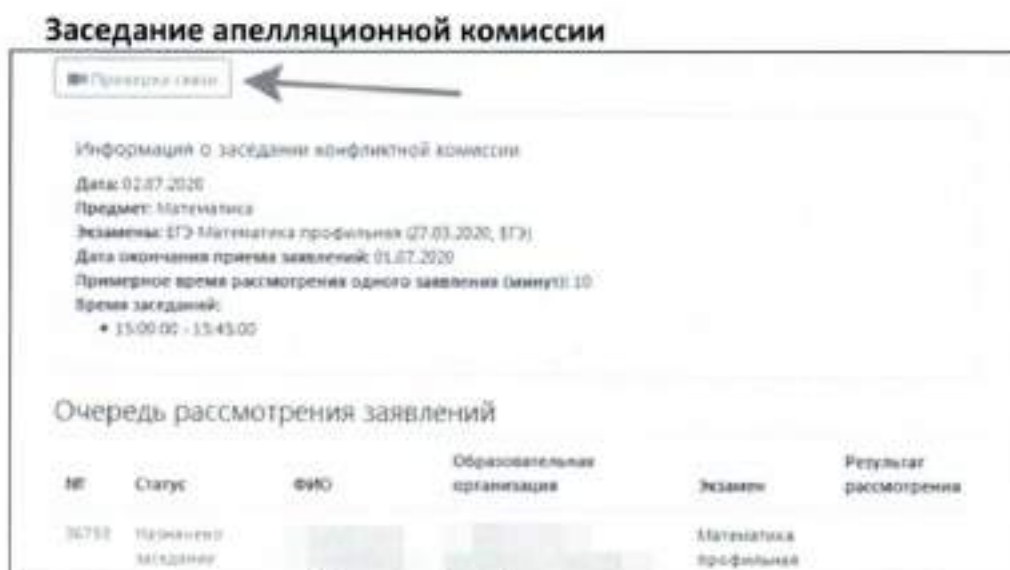 Заседание апелляционной комиссии
Проверка связи
Информация о заседании конфликтной комиссии
Дата: 02.07.2020
Предмет: Математика
Экзамены: ЕГЭ Математика профильная (27.03.2020, ЕГЭ)
Дата окончания приема заявлений: 01.07.2020
Примерное время рассмотрения одного заявления (минут): 10
Время заседаний:
• 15:00:00 - 15:45:00
Очередь рассмотрения заявлений
№ Статус ФИО Образовательная организация Экзамен Результат рассмотрения
Назначено заседание Математика профильная